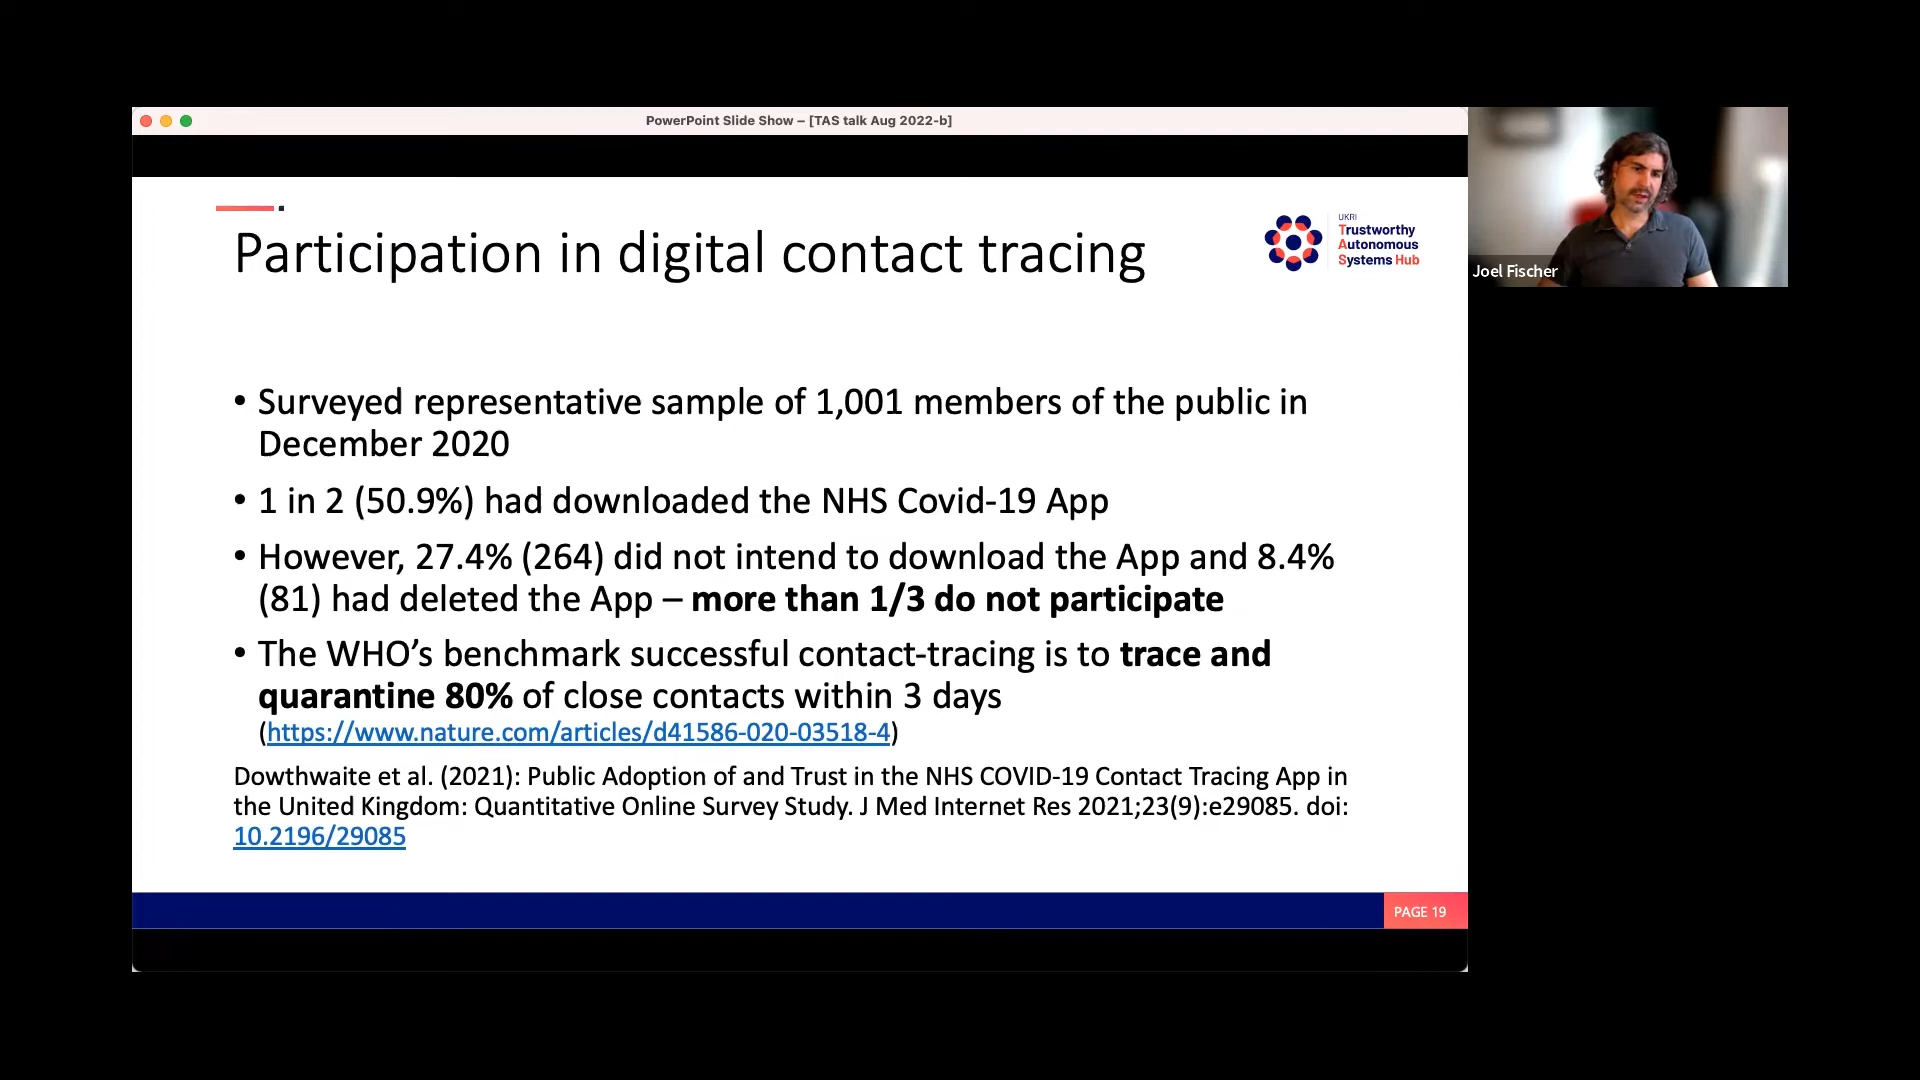 PowerPoint Slide Show – [TAS talk Aug 2022-b]
Participation in digital contact tracing
UKRI
Trustworthy
Autonomous
Systems Hub
Joel Fischer
• Surveyed representative sample of 1,001 members of the public in
December 2020
• 1 in 2 (50.9%) had downloaded the NHS Covid-19 App
• However, 27.4% (264) did not intend to download the App and 8.4%
(81) had deleted the App – more than 1/3 do not participate
• The WHO’s benchmark successful contact-tracing is to trace and
quarantine 80% of close contacts within 3 days
(https://www.nature.com/articles/d41586-020-03518-4)
Dowthwaite et al. (2021): Public Adoption of and Trust in the NHS COVID-19 Contact Tracing App in
the United Kingdom: Quantitative Online Survey Study. J Med Internet Res 2021;23(9):e29085. doi:
10.2196/29085
PAGE 19